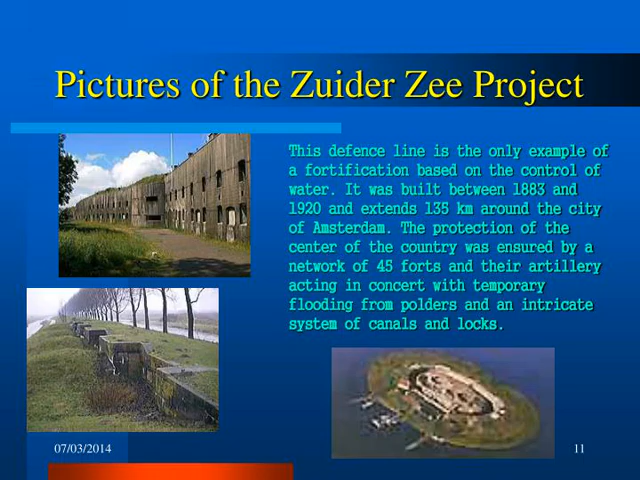 Pictures of the Zuider Zee Project
This defence line is the only example of
a fortification based on the control of
water. It was built between 1883 and
1920 and extends 135 km around the city
of Amsterdam. The protection of the
center of the country was ensured by a
network of 45 forts and their artillery
acting in concert with temporary
flooding from polders and an intricate
system of canals and locks.
07/03/2014
11